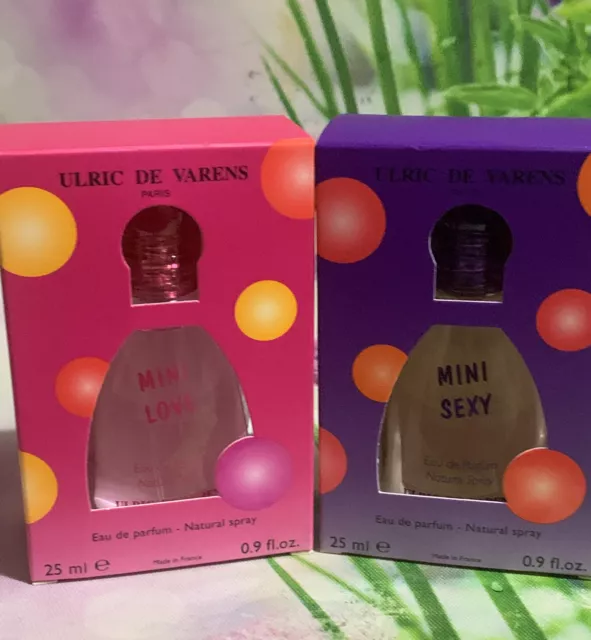 ULRIC DE VARENS
PARIS
MINI
LOVE
Eau de
Natural
Eau de parfum - Natural spray
25 ml e
Made in France
0.9 fl.oz.
ULRIC DE VARENS
PARIS
MINI
SEXY
Eau de Parfum
Natural Spray
Eau de parfum - Natural spray
25 ml e
Made in France
0.9 fl.oz.